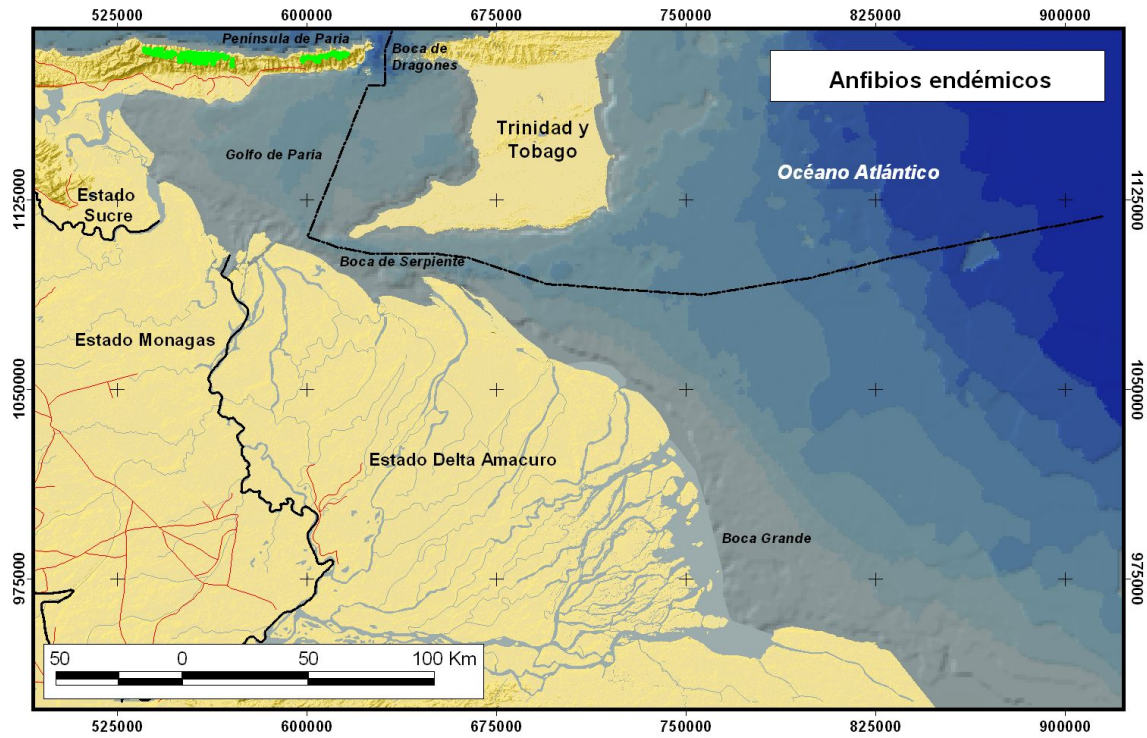 525000 600000 675000 750000 825000 900000
Península de Paria
Boca de
Dragones
Anfibios endémicos
Trinidad y
Tobago
Golfo de Paria
Océano Atlántico
Estado
Sucre
1125000
1125000
Boca de Serpiente
Estado Monagas
1050000
1050000
Estado Delta Amacuro
Boca Grande
975000
975000
50 0 50 100 Km
525000 600000 675000 750000 825000 900000